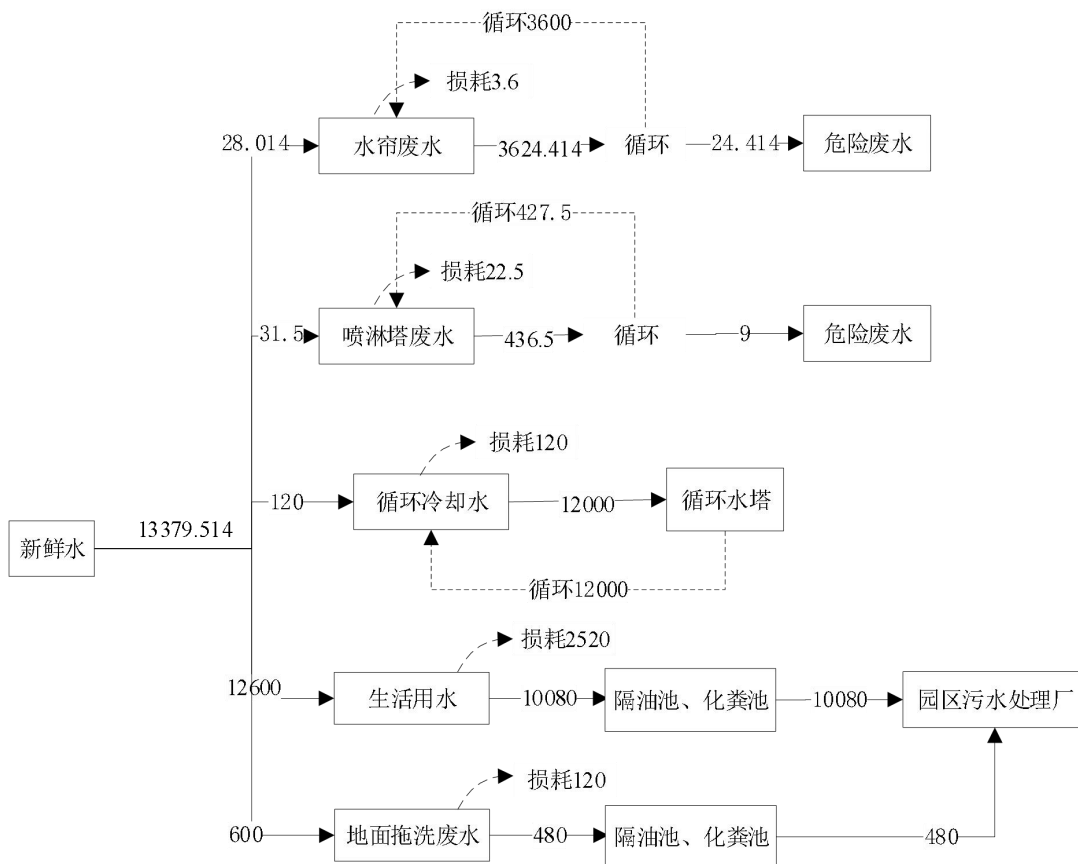 循环3600
损耗3.6
28.014
水帘废水
3624.414
循环
24.414
危险废水
循环427.5
损耗22.5
31.5
喷淋塔废水
436.5
循环
9
危险废水
损耗120
120
循环冷却水
12000
循环水塔
13379.514
新鲜水
循环12000
损耗2520
12600
生活用水
10080
隔油池、化粪池
10080
园区污水处理厂
损耗120
600
地面拖洗废水
480
隔油池、化粪池
480